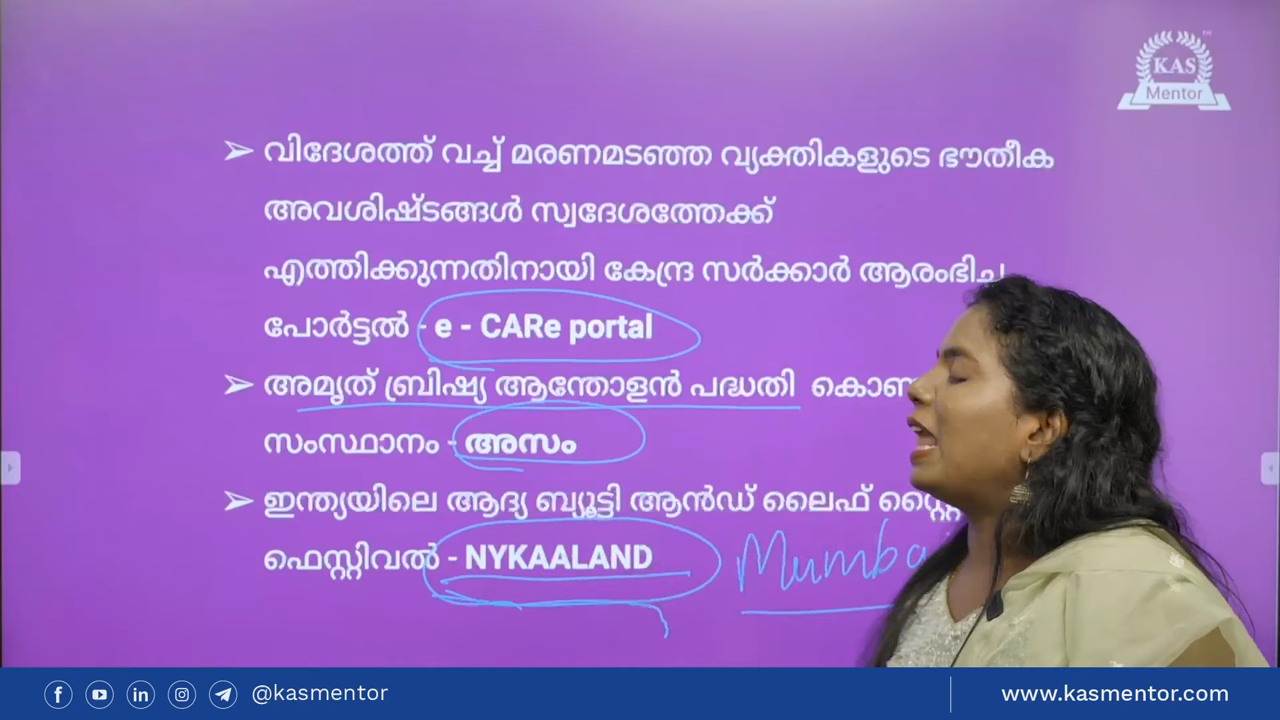 KAS
Mentor
➢ വിദേശത്ത് വച്ച് മരണമടഞ്ഞ വ്യക്തികളുടെ ഭൗതീക
അവശിഷ്ടങ്ങൾ സ്വദേശത്തേക്ക്
എത്തിക്കുന്നതിനായി കേന്ദ്ര സർക്കാർ ആരംഭിച്ച
പോർട്ടൽ - e - CARe portal
➢ അമൃത് ബ്രിഷ്യ ആന്തോളൻ പദ്ധതി
സംസ്ഥാനം - അസം
➢ ഇന്ത്യയിലെ ആദ്യ ബ്യൂട്ടി ആൻഡ് ലൈഫ്
ഫെസ്റ്റിവൽ - NYKAALAND
@kasmentor
www.kasmentor.com